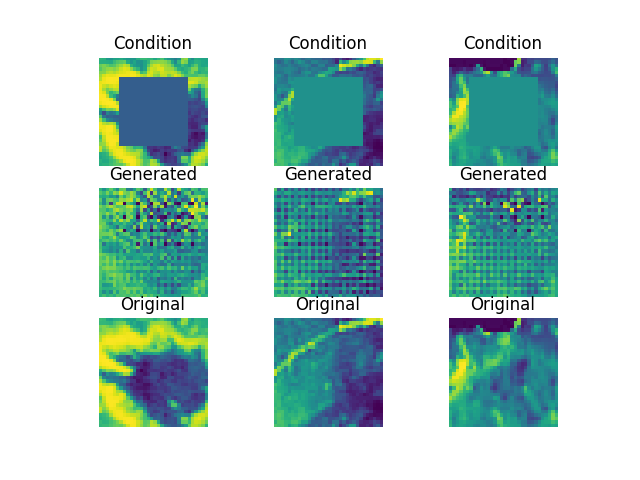 Condition Condition Condition
Generated Generated Generated
Original Original Original